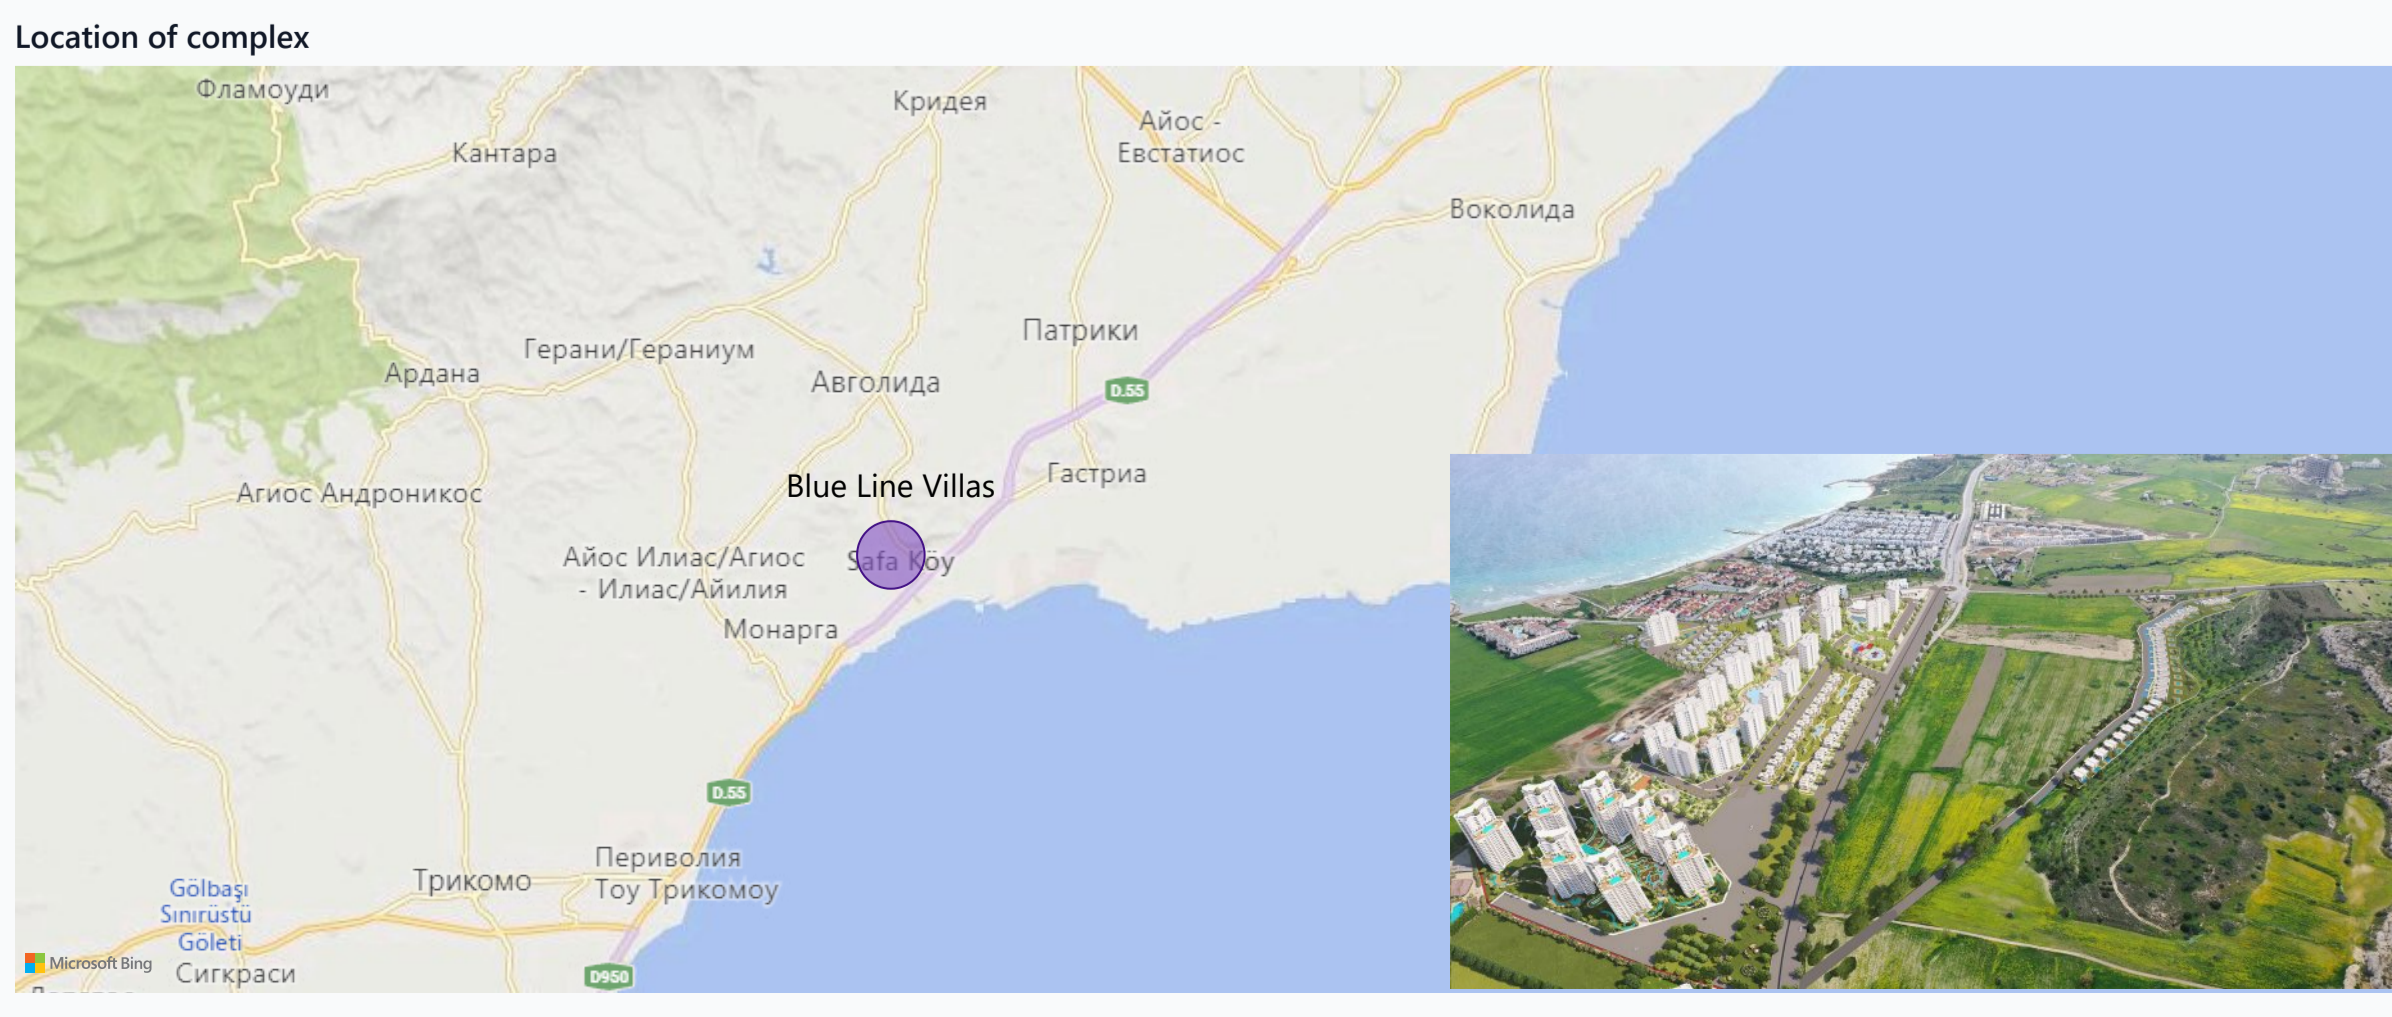 Location of complex
Фламоуди
Кридея
Айос -
Евстатиос
Кантара
Воколида
Патрики
Герани/Гераниум
Ардана
Авголида
D.55
Гастриа
Blue Line Villas
Агиос Андроникос
Айос Илиас/Агиос
- Илиас/Айилия
Safa Köy
Монарга
D.55
Периволия
Тоу Трикомоу
Трикомо
Gölbaşı
Sınırüstü
Göleti
Microsoft Bing
Сигкраси
D950